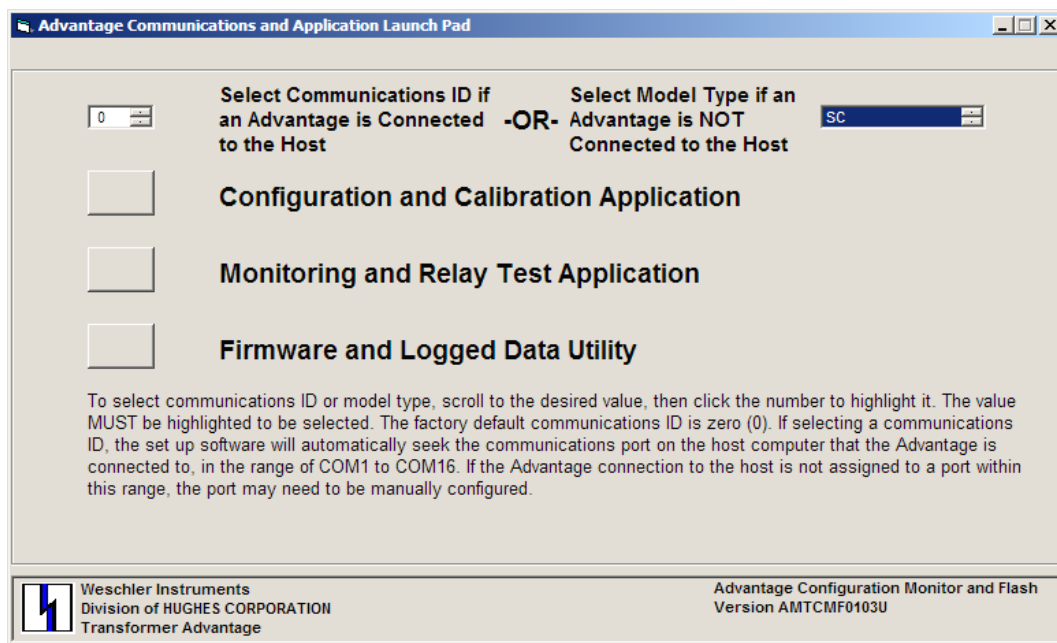 Advantage Communications and Application Launch Pad
0
Select Communications ID if
an Advantage is Connected
to the Host
-OR-
Select Model Type if an
Advantage is NOT
Connected to the Host
SC
Configuration and Calibration Application
Monitoring and Relay Test Application
Firmware and Logged Data Utility
To select communications ID or model type, scroll to the desired value, then click the number to highlight it. The value
MUST be highlighted to be selected. The factory default communications ID is zero (0). If selecting a communications
ID, the set up software will automatically seek the communications port on the host computer that the Advantage is
connected to, in the range of COM1 to COM16. If the Advantage connection to the host is not assigned to a port within
this range, the port may need to be manually configured.
Weschler Instruments
Division of HUGHES CORPORATION
Transformer Advantage
Advantage Configuration Monitor and Flash
Version AMTCMF0103U